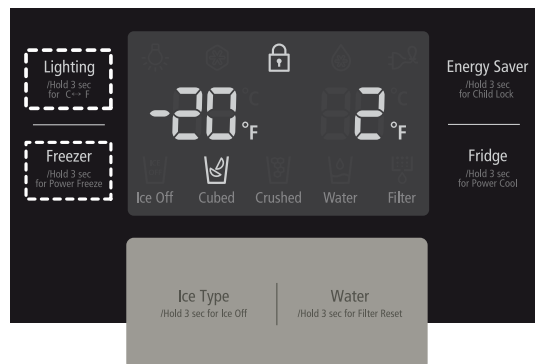 Lighting
/Hold 3 sec
for C↔ F
Energy Saver
/Hold 3 sec
for Child Lock
-20 °F
2 °F
Freezer
/Hold 3 sec
for Power Freeze
Fridge
/Hold 3 sec
for Power Cool
Ice Off
Cubed
Crushed
Water
Filter
Ice Type
/Hold 3 sec for Ice Off
Water
/Hold 3 sec for Filter Reset